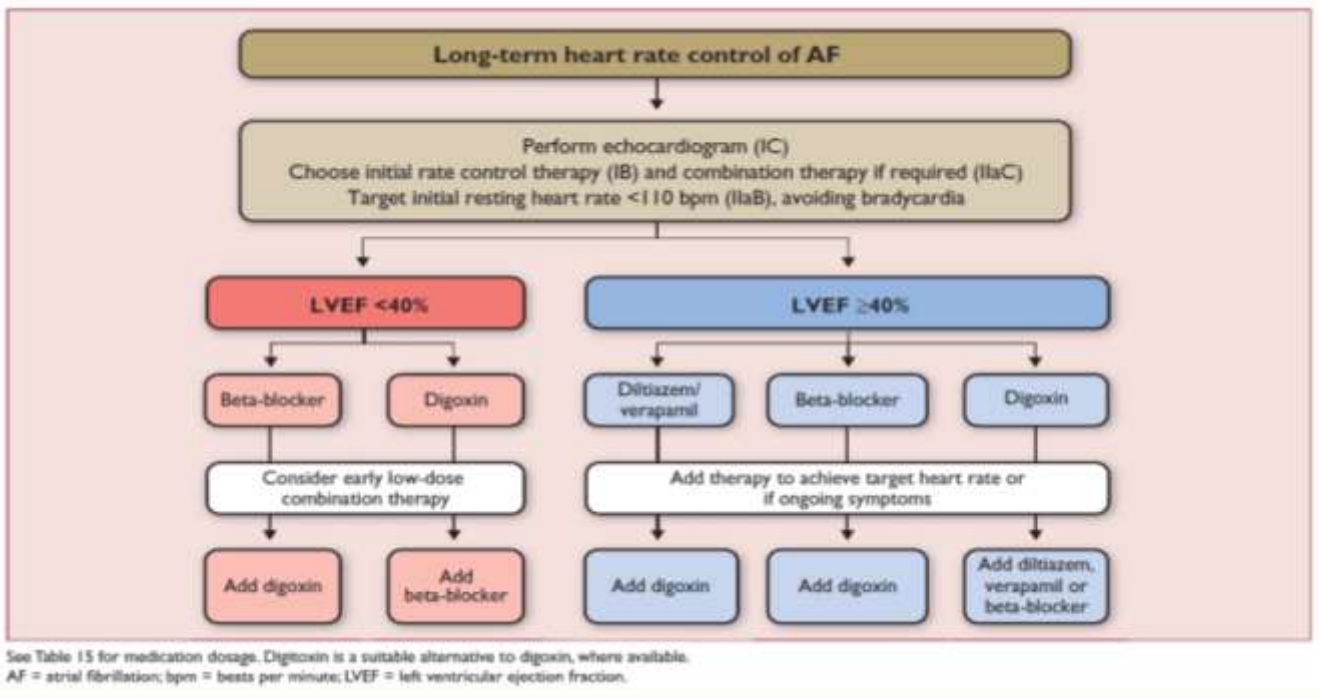 Long-term heart rate control of AF
Perform echocardiogram (IC)
Choose initial rate control therapy (IB) and combination therapy if required (IIaC)
Target initial resting heart rate <110 bpm (IIaB), avoiding bradycardia
LVEF <40%
LVEF ≥40%
Beta-blocker
Digoxin
Diltiazem/
verapamil
Beta-blocker
Digoxin
Consider early low-dose
combination therapy
Add therapy to achieve target heart rate or
if ongoing symptoms
Add digoxin
Add
beta-blocker
Add digoxin
Add digoxin
Add diltiazem,
verapamil or
beta-blocker
See Table 15 for medication dosage. Digitoxin is a suitable alternative to digoxin, where available.
AF = atrial fibrillation; bpm = beats per minute; LVEF = left ventricular ejection fraction.